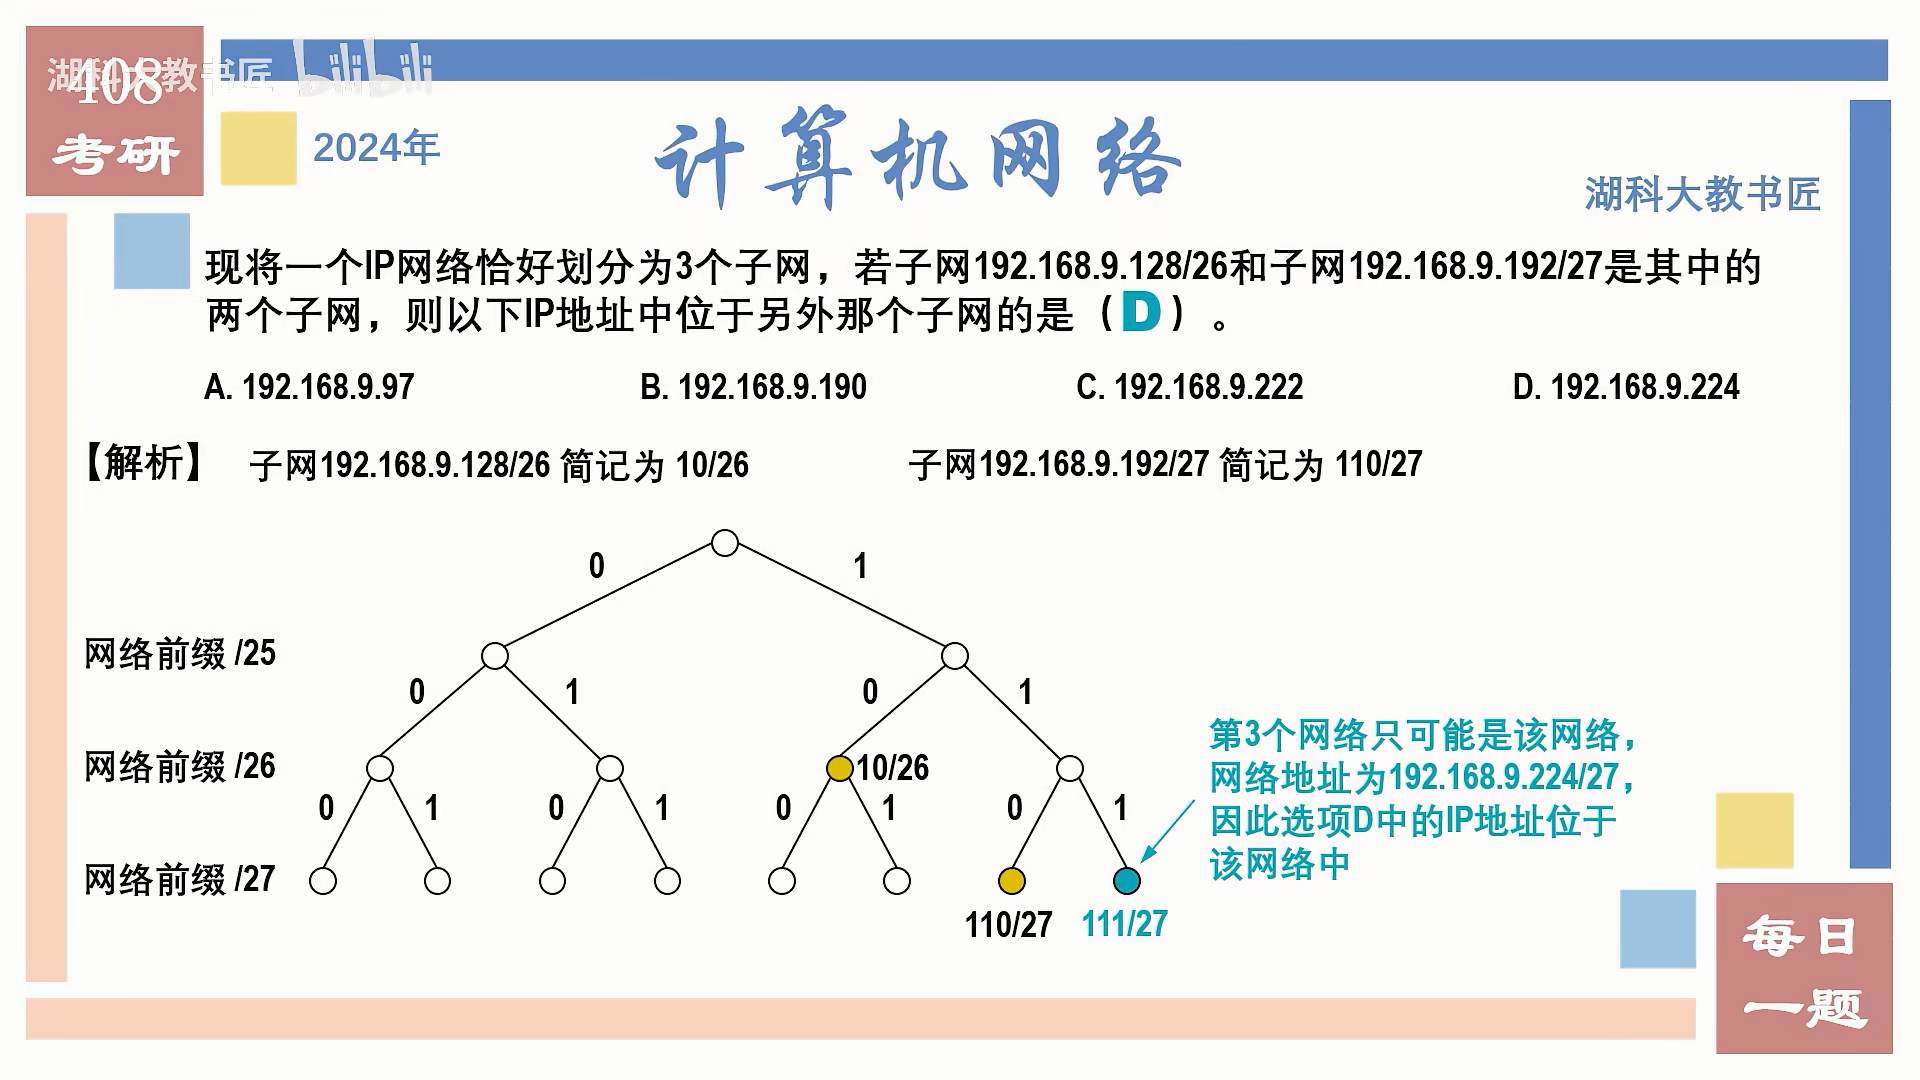 湖科大教书匠 bilibili
408
考研
2024年
计算机网络
湖科大教书匠
现将一个IP网络恰好划分为3个子网，若子网192.168.9.128/26和子网192.168.9.192/27是其中的
两个子网，则以下IP地址中位于另外那个子网的是（D）。
A. 192.168.9.97 B. 192.168.9.190 C. 192.168.9.222 D. 192.168.9.224
【解析】 子网192.168.9.128/26 简记为 10/26 子网192.168.9.192/27 简记为 110/27
0 1
网络前缀 /25
0 1 0 1
网络前缀 /26
10/26
0 1 0 1 0 1 0 1
网络前缀 /27
110/27 111/27
第3个网络只可能是该网络，
网络地址为192.168.9.224/27，
因此选项D中的IP地址位于
该网络中
每日
一题